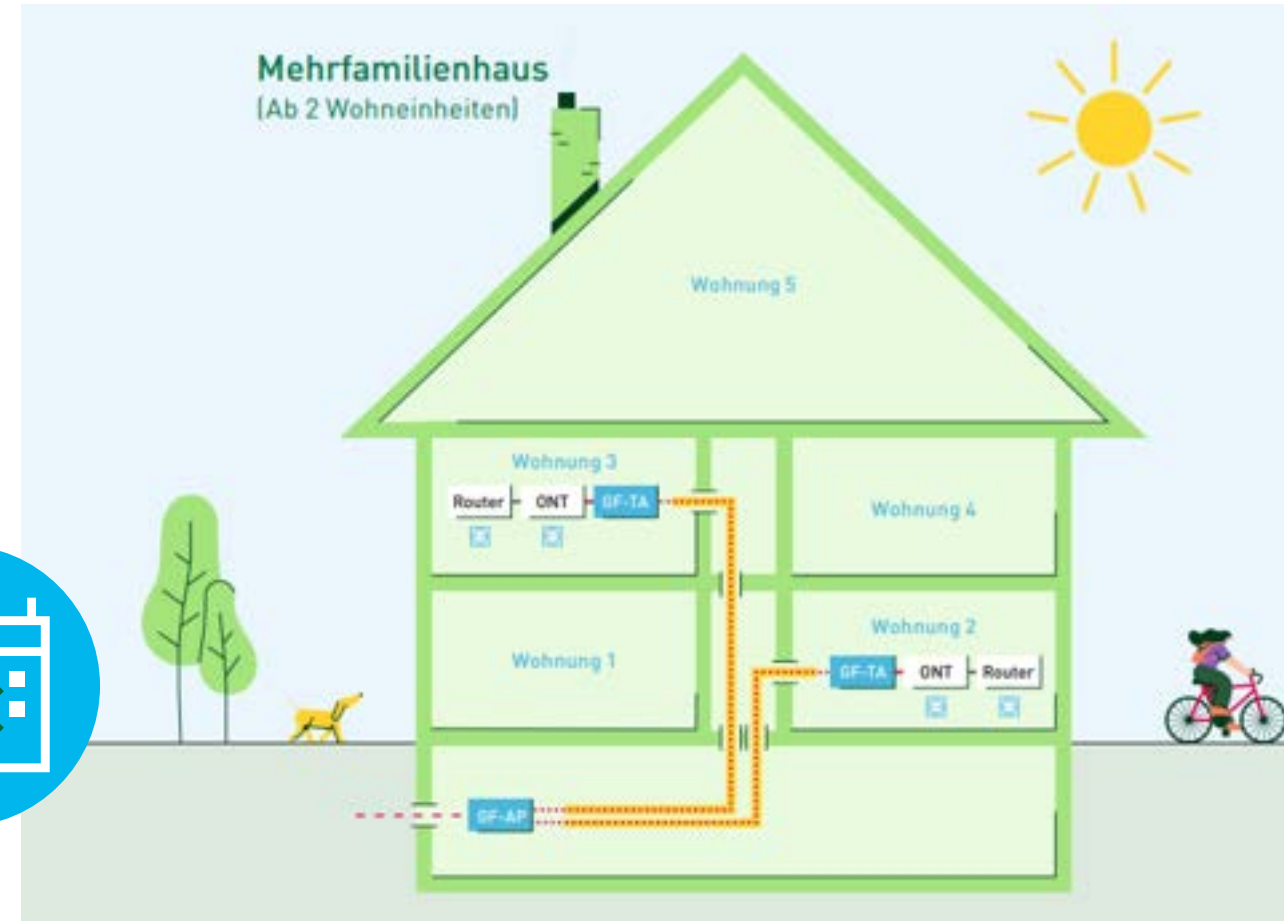 Mehrfamilienhaus
(Ab 2 Wohneinheiten)
Wohnung 5
Wohnung 3
Router
ONT
GF-TA
Wohnung 4
Wohnung 1
Wohnung 2
GF-TA
ONT
Router
GF-AP